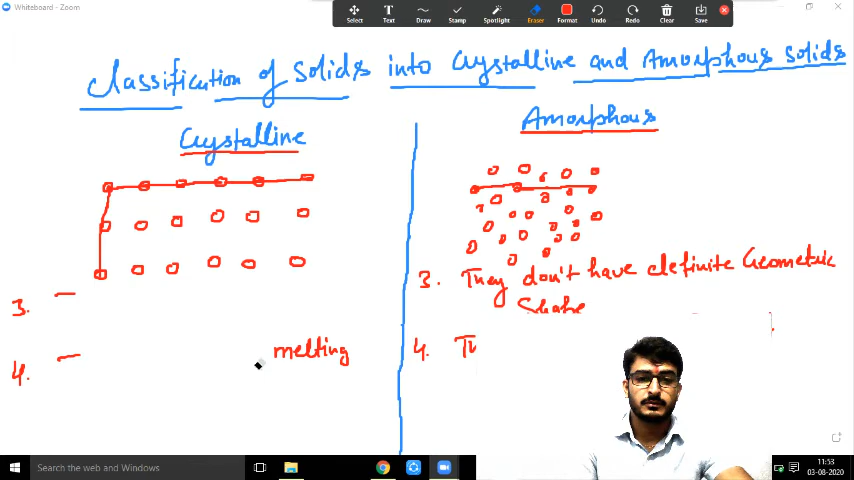 Whiteboard - Zoom
Select
Text
Draw
Stamp
Spotlight
Eraser
Format
Undo
Redo
Clear
Save
Classification of Solids into Crystalline and Amorphous Solids
Crystalline
Amorphous
3.
3. They don't have definite Geometric
Shape
4. melting
4.
Search the web and Windows
11:53
03-08-2020